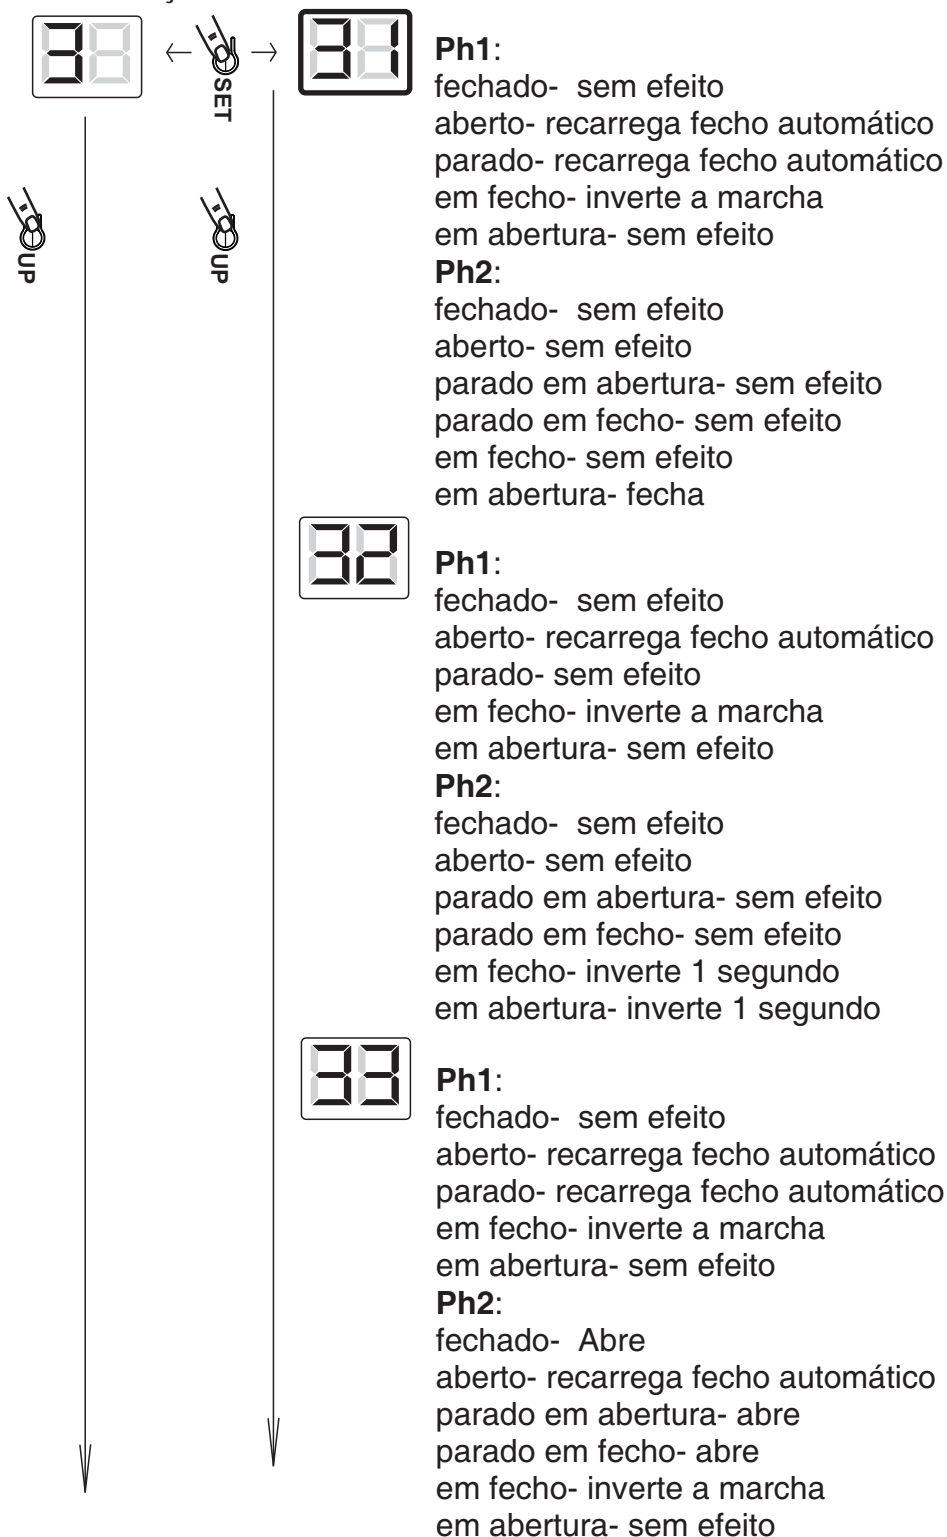 3
SET
31
UP
UP
Ph1:
fechado-  sem efeito
aberto- recarrega fecho automático
parado- recarrega fecho automático
em fecho- inverte a marcha
em abertura- sem efeito
Ph2:
fechado-  sem efeito
aberto- sem efeito
parado em abertura- sem efeito
parado em fecho- sem efeito
em fecho- sem efeito
em abertura- fecha
32
Ph1:
fechado-  sem efeito
aberto- recarrega fecho automático
parado- sem efeito
em fecho- inverte a marcha
em abertura- sem efeito
Ph2:
fechado-  sem efeito
aberto- sem efeito
parado em abertura- sem efeito
parado em fecho- sem efeito
em fecho- inverte 1 segundo
em abertura- inverte 1 segundo
33
Ph1:
fechado-  sem efeito
aberto- recarrega fecho automático
parado- recarrega fecho automático
em fecho- inverte a marcha
em abertura- sem efeito
Ph2:
fechado-  Abre
aberto- recarrega fecho automático
parado em abertura- abre
parado em fecho- abre
em fecho- inverte a marcha
em abertura- sem efeito